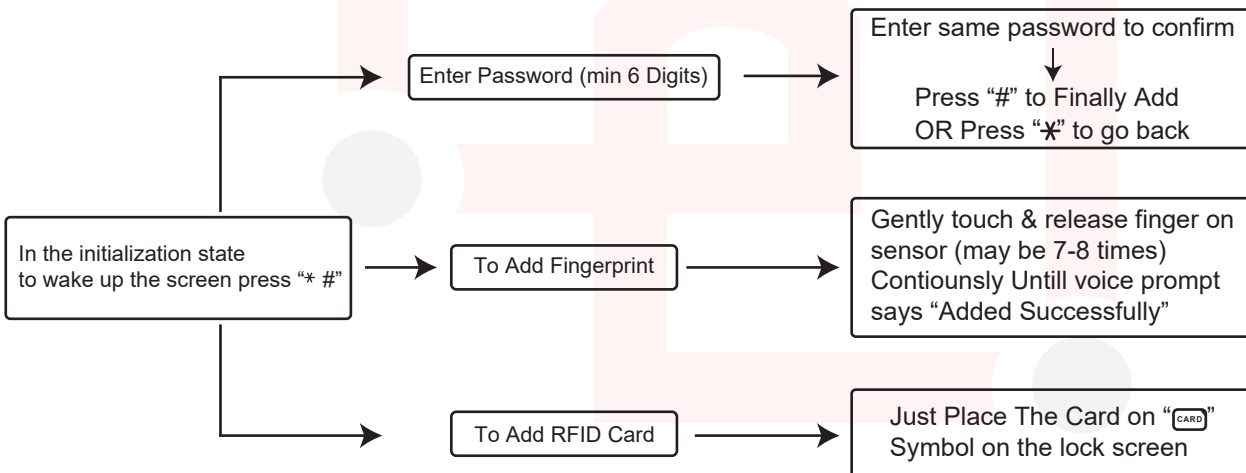 In the initialization state
to wake up the screen press “* #”
Enter Password (min 6 Digits)
Enter same password to confirm
Press “#” to Finally Add
OR Press “*” to go back
To Add Fingerprint
Gently touch & release finger on
sensor (may be 7-8 times)
Contiounsly Untill voice prompt
says “Added Successfully”
To Add RFID Card
Just Place The Card on “CARD”
Symbol on the lock screen